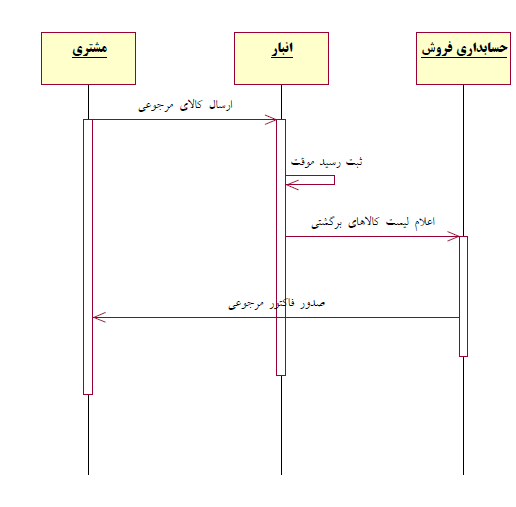 مشتری
انبار
حسابداری فروش
ارسال کالای مرجوعی
ثبت رسید موقت
اعلام لیست کالاهای برگشتی
صدور فاکتور مرجوعی